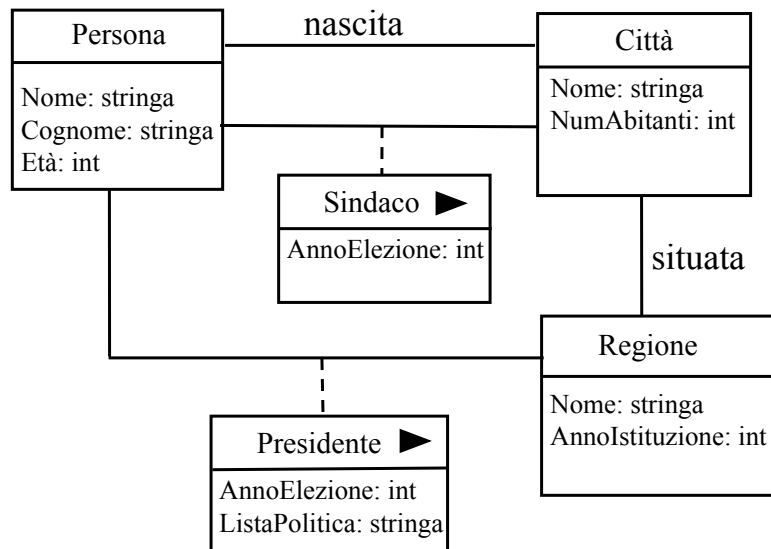 Persona
Nome: stringa
Cognome: stringa
Età: int
nascita
Città
Nome: stringa
NumAbitanti: int
Sindaco
AnnoElezione: int
situata
Regione
Nome: stringa
AnnoIstituzione: int
Presidente
AnnoElezione: int
ListaPolitica: stringa